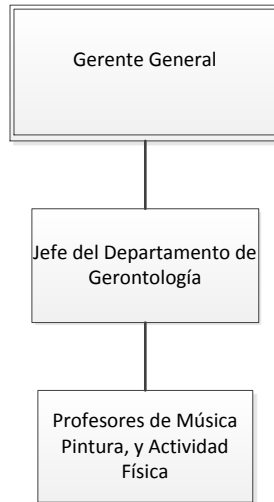 Gerente General
Jefe del Departamento de
Gerontología
Profesores de Música
Pintura, y Actividad
Física